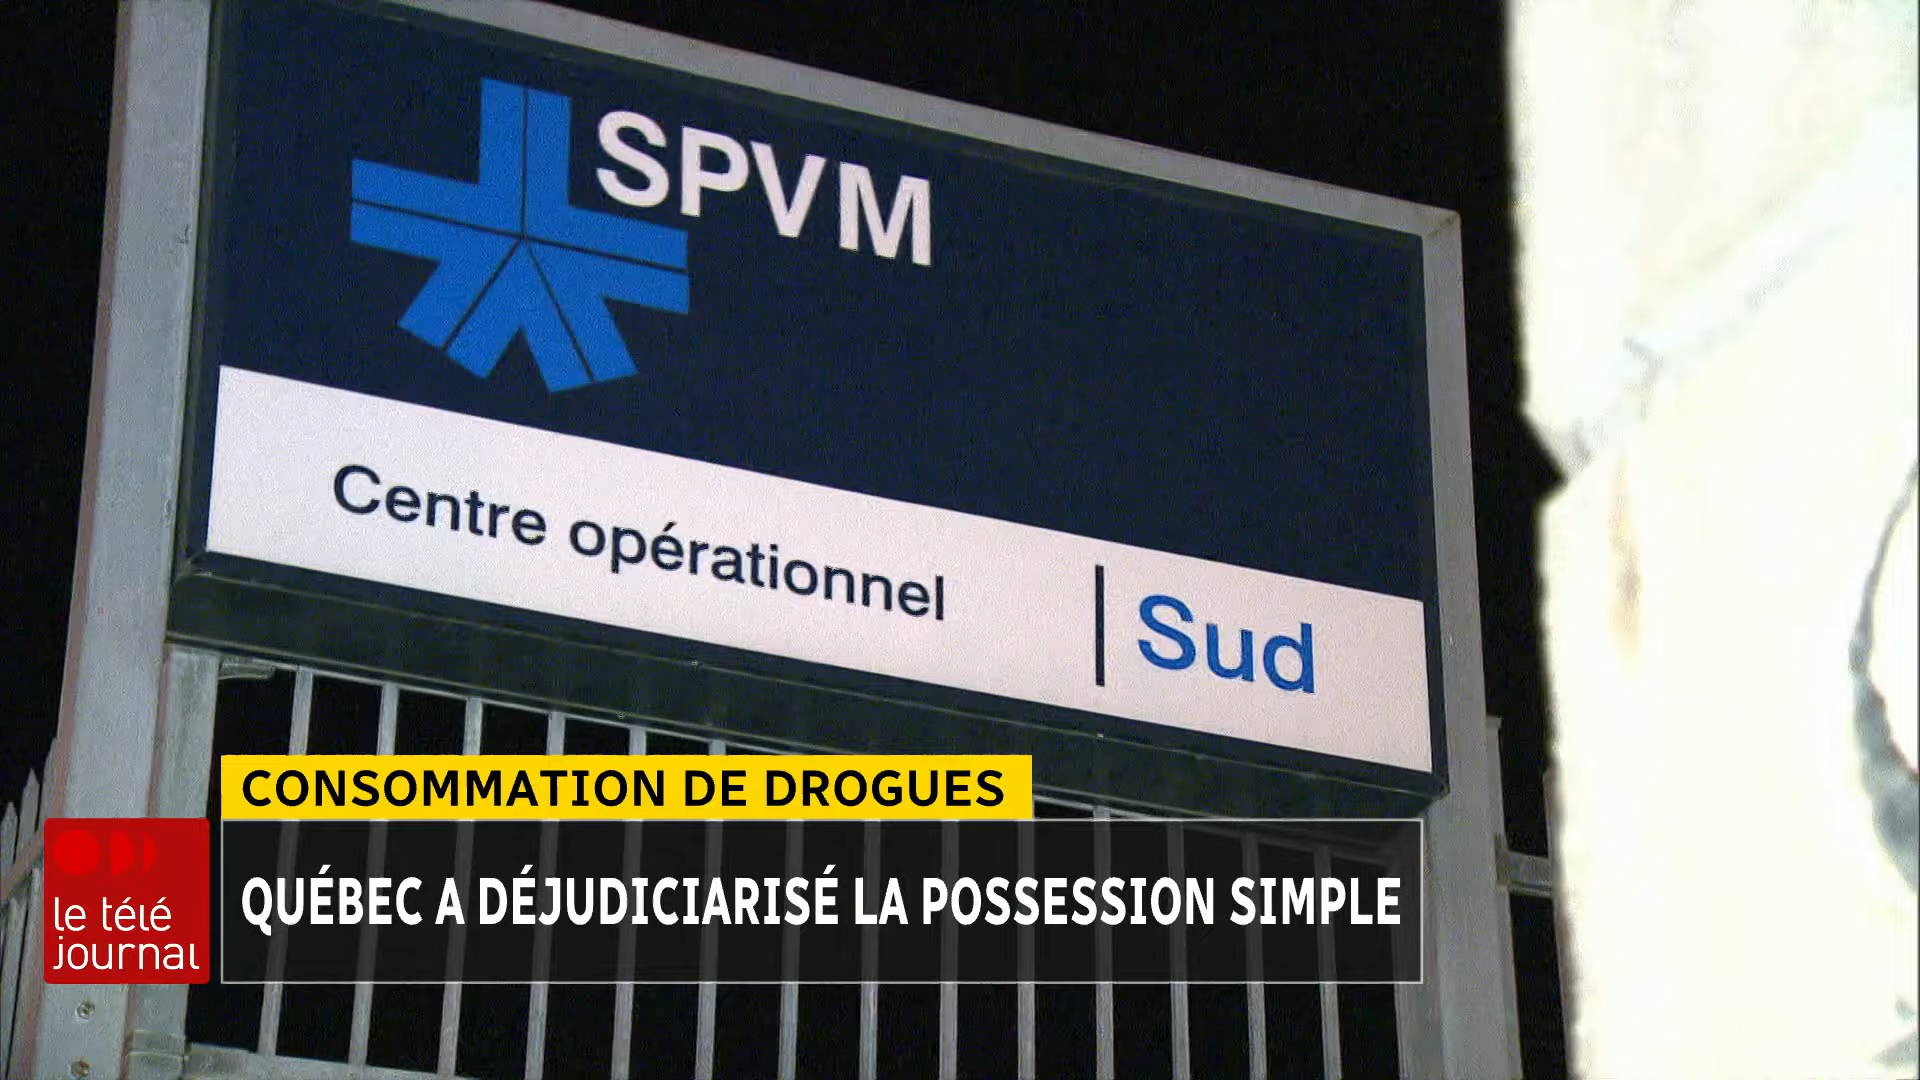 SPVM
Centre opérationnel | Sud
CONSOMMATION DE DROGUES
QUÉBEC A DÉJUDICIARISÉ LA POSSESSION SIMPLE
le télé
journal